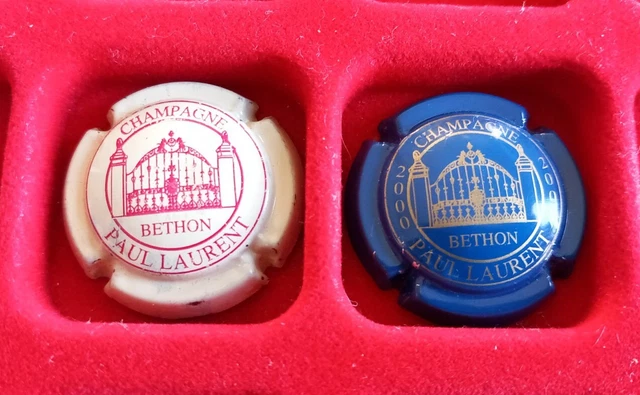 CHAMPAGNE
BETHON
PAUL LAURENT
CHAMPAGNE
2000
BETHON
PAUL LAURENT